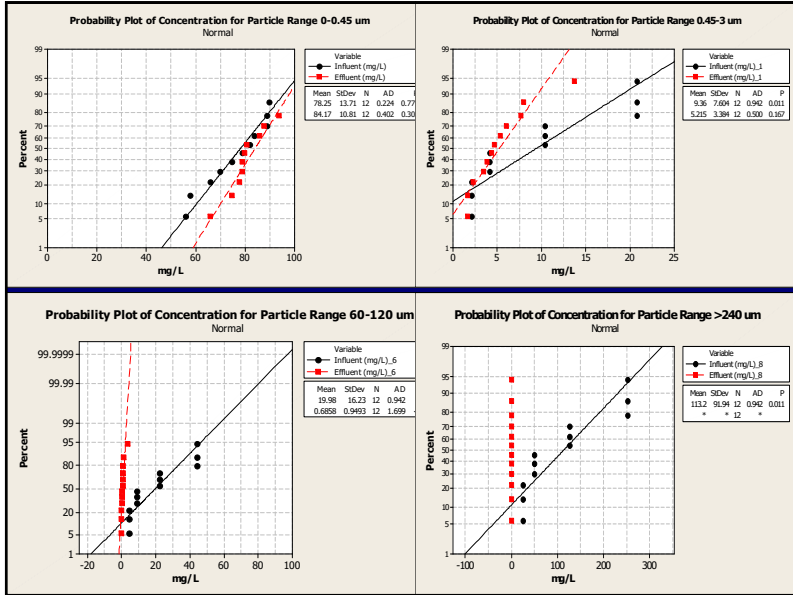 Probability Plot of Concentration for Particle Range 0-0.45 um
Normal
Percent
99
95
90
80
70
60
50
40
30
20
10
5
1
0 20 40 60 80 100
mg/L
Variable
Influent (mg/L)
Effluent (mg/L)
Mean StDev N AD
78.25 13.71 12 0.224 0.77
84.17 10.81 12 0.402 0.30
Probability Plot of Concentration for Particle Range 0.45-3 um
Normal
Percent
99
95
90
80
70
60
50
40
30
20
10
5
1
0 5 10 15 20 25
mg/L
Variable
Influent (mg/L)_1
Effluent (mg/L)_1
Mean StDev N AD P
9.36 7.604 12 0.942 0.011
5.215 3.384 12 0.500 0.167
Probability Plot of Concentration for Particle Range 60-120 um
Normal
Percent
99.9999
99.99
99
95
80
50
20
5
1
-20 0 20 40 60 80 100
mg/L
Variable
Influent (mg/L)_6
Effluent (mg/L)_6
Mean StDev N AD
19.98 16.23 12 0.942
0.6858 0.9493 12 1.699
Probability Plot of Concentration for Particle Range >240 um
Normal
Percent
99
95
90
80
70
60
50
40
30
20
10
5
1
-100 0 100 200 300
mg/L
Variable
Influent (mg/L)_8
Effluent (mg/L)_8
Mean StDev N AD P
113.2 91.94 12 0.942 0.011
* * 12 *